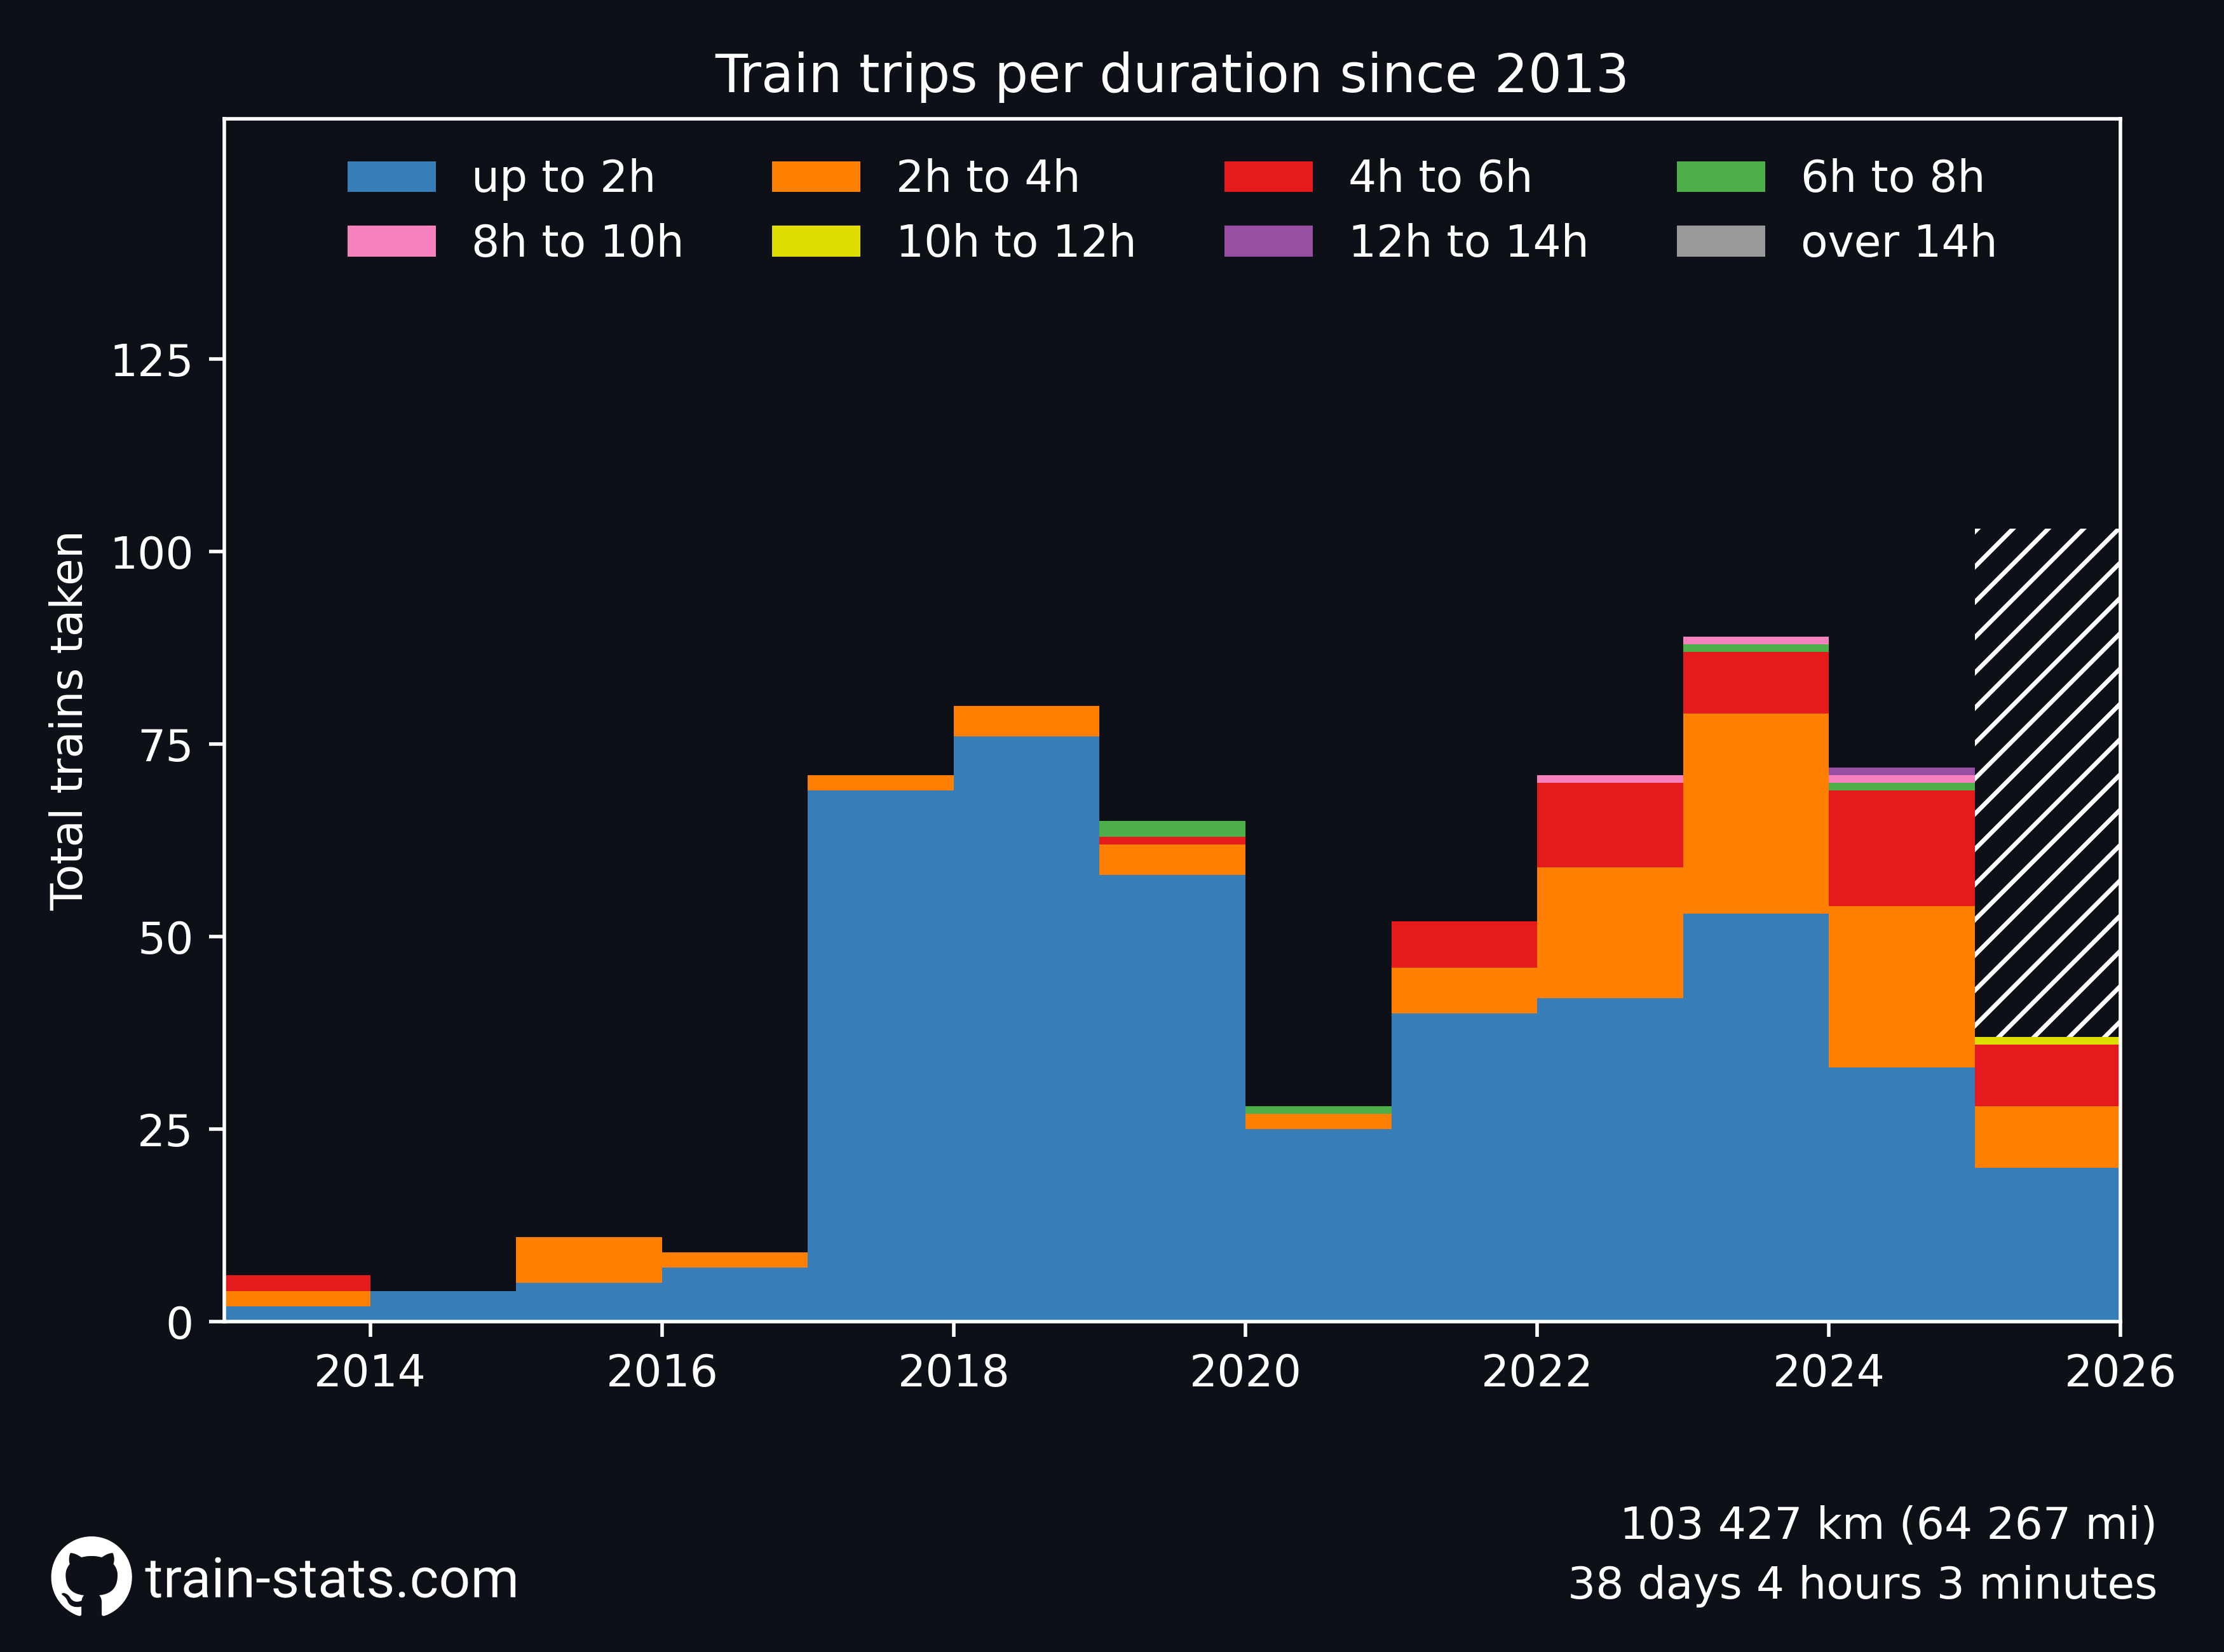 Train trips per duration since 2013
up to 2h 2h to 4h 4h to 6h 6h to 8h
8h to 10h 10h to 12h 12h to 14h over 14h
Total trains taken
125
100
75
50
25
0
2014 2016 2018 2020 2022 2024 2026
103 427 km (64 267 mi)
38 days 4 hours 3 minutes
train-stats.com